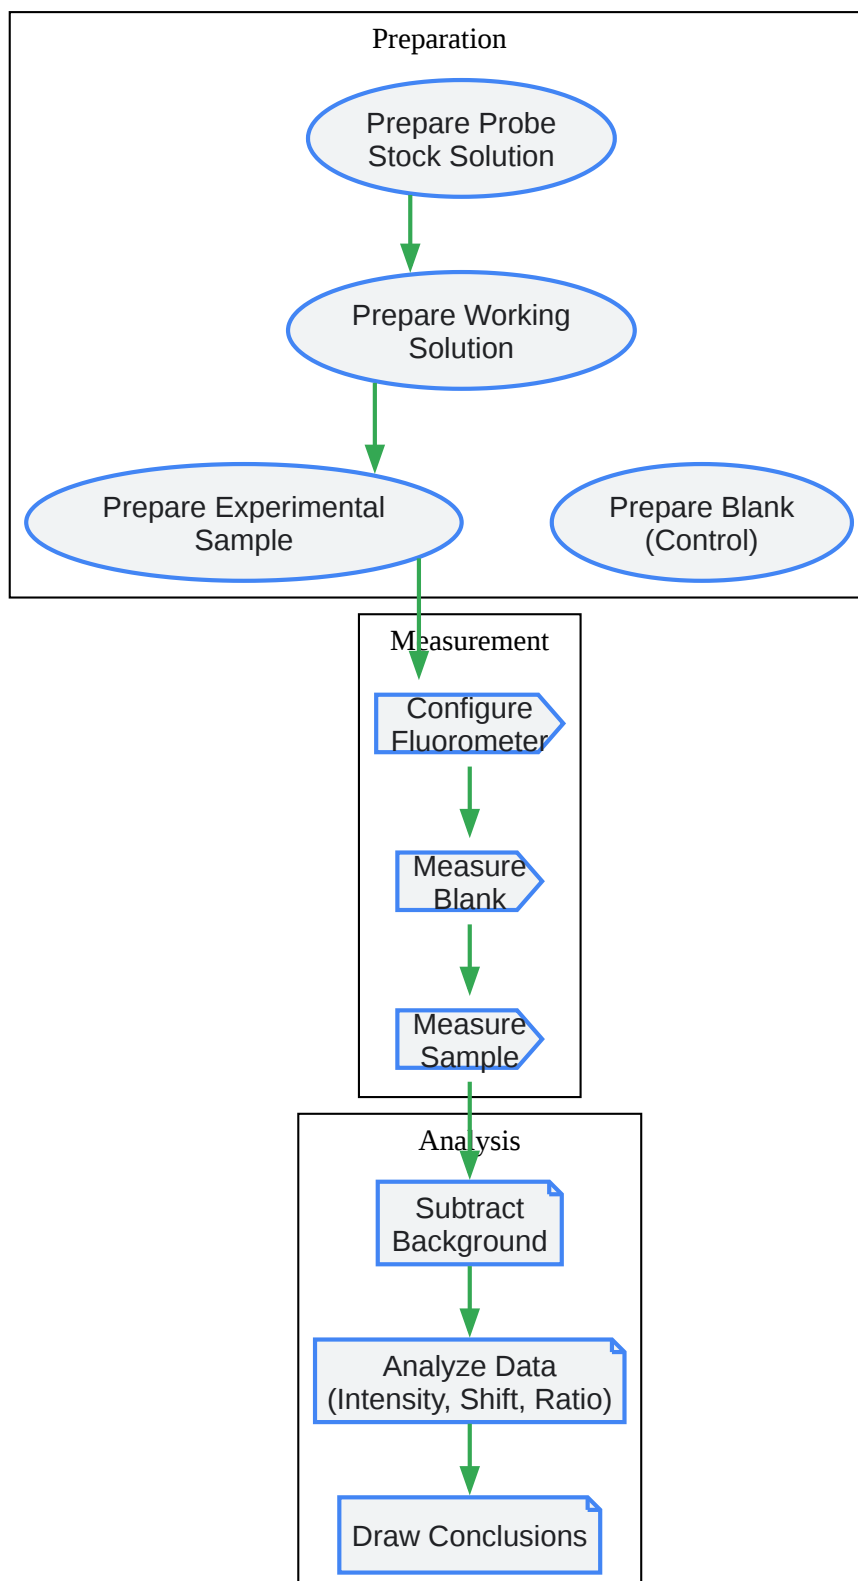 Preparation
Prepare Probe
Stock Solution
Prepare Working
Solution
Prepare Experimental
Sample
Prepare Blank
(Control)
Measurement
Configure
Fluorometer
Measure
Blank
Measure
Sample
Analysis
Subtract
Background
Analyze Data
(Intensity, Shift, Ratio)
Draw Conclusions